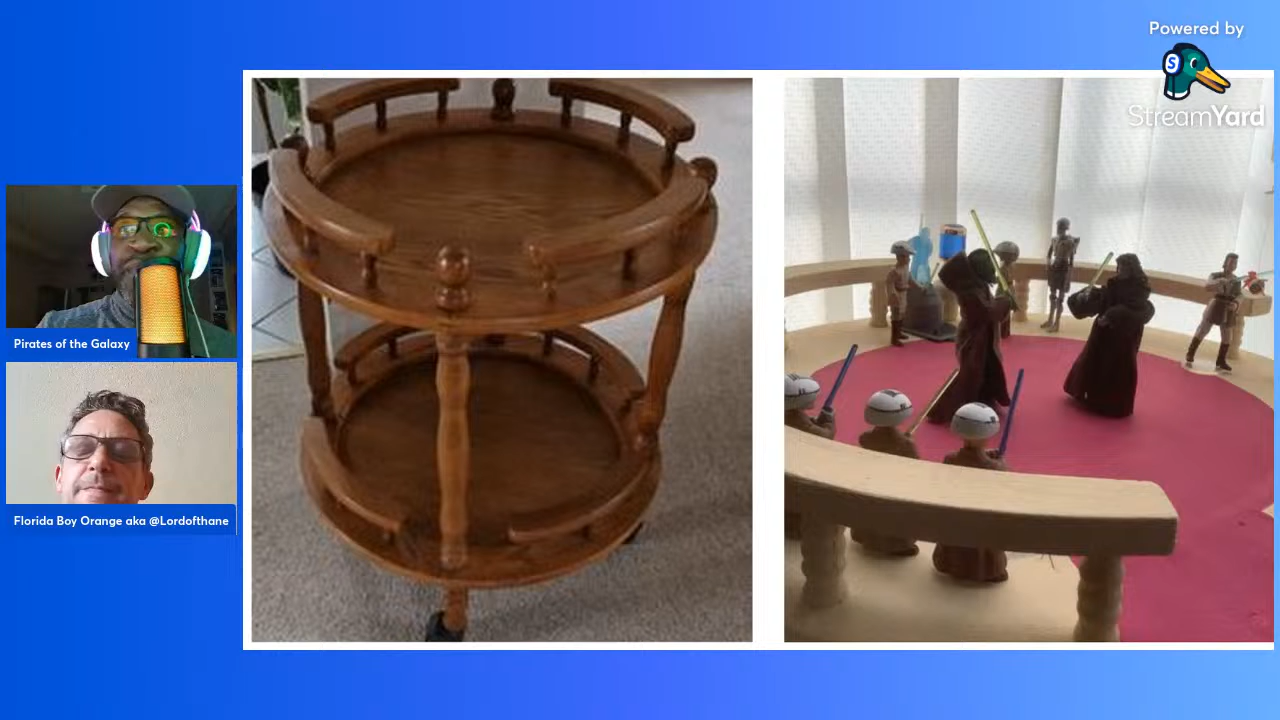 Powered by
S
StreamYard
Pirates of the Galaxy
Florida Boy Orange aka @Lordofthane